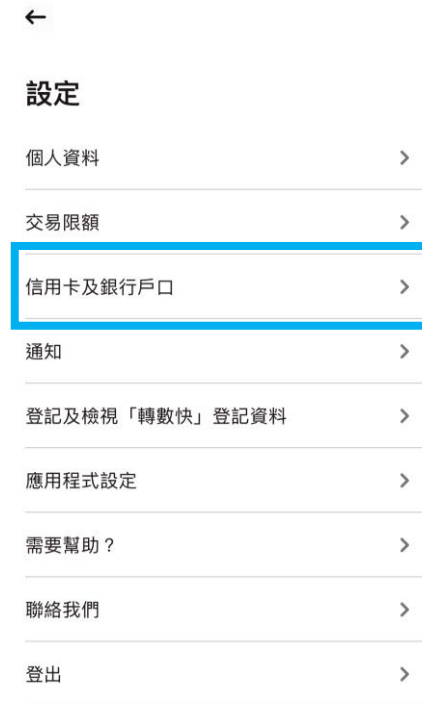 設定
個人資料
交易限額
信用卡及銀行戶口
通知
登記及檢視「轉數快」登記資料
應用程式設定
需要幫助？
聯絡我們
登出